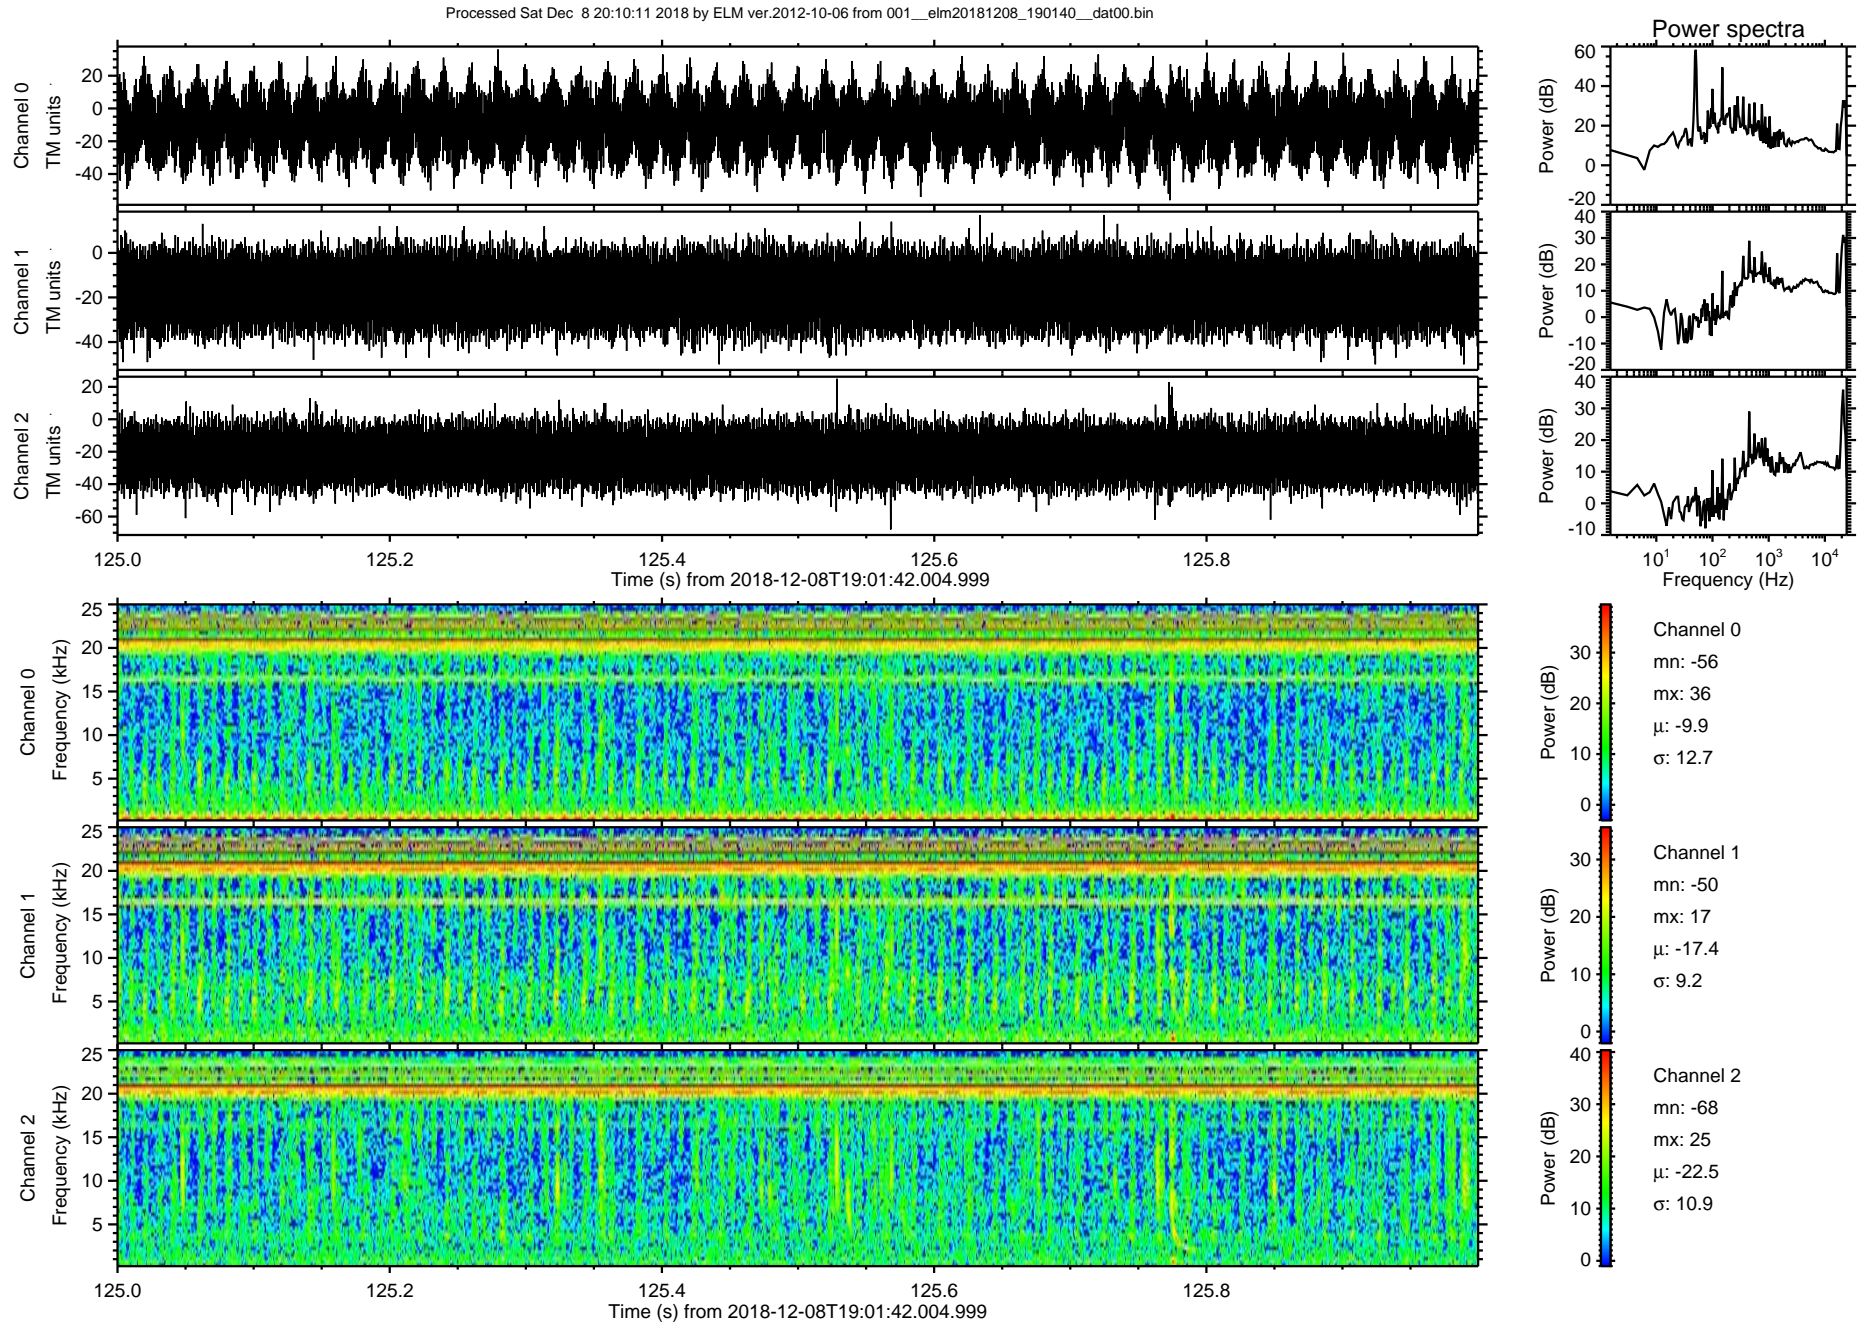 Processed Sat Dec  8 20:10:11 2018 by ELM ver.2012-10-06 from 001__elm20181208_190140__dat00.bin
Power spectra
Channel 0
TM units
20
0
-20
-40
Power (dB)
60
40
20
0
-20
Channel 1
TM units
0
-20
-40
Power (dB)
40
30
20
10
0
-10
-20
Channel 2
TM units
20
0
-20
-40
-60
Power (dB)
40
30
20
10
0
-10
125.0 125.2 125.4 125.6 125.8
Time (s) from 2018-12-08T19:01:42.004.999
10^1 10^2 10^3 10^4
Frequency (Hz)
Channel 0
Frequency (kHz)
25
20
15
10
5
Power (dB)
30
20
10
0
Channel 0
mn: -56
mx: 36
μ: -9.9
σ: 12.7
Channel 1
Frequency (kHz)
25
20
15
10
5
Power (dB)
30
20
10
0
Channel 1
mn: -50
mx: 17
μ: -17.4
σ: 9.2
Channel 2
Frequency (kHz)
25
20
15
10
5
Power (dB)
40
30
20
10
0
Channel 2
mn: -68
mx: 25
μ: -22.5
σ: 10.9
125.0 125.2 125.4 125.6 125.8
Time (s) from 2018-12-08T19:01:42.004.999